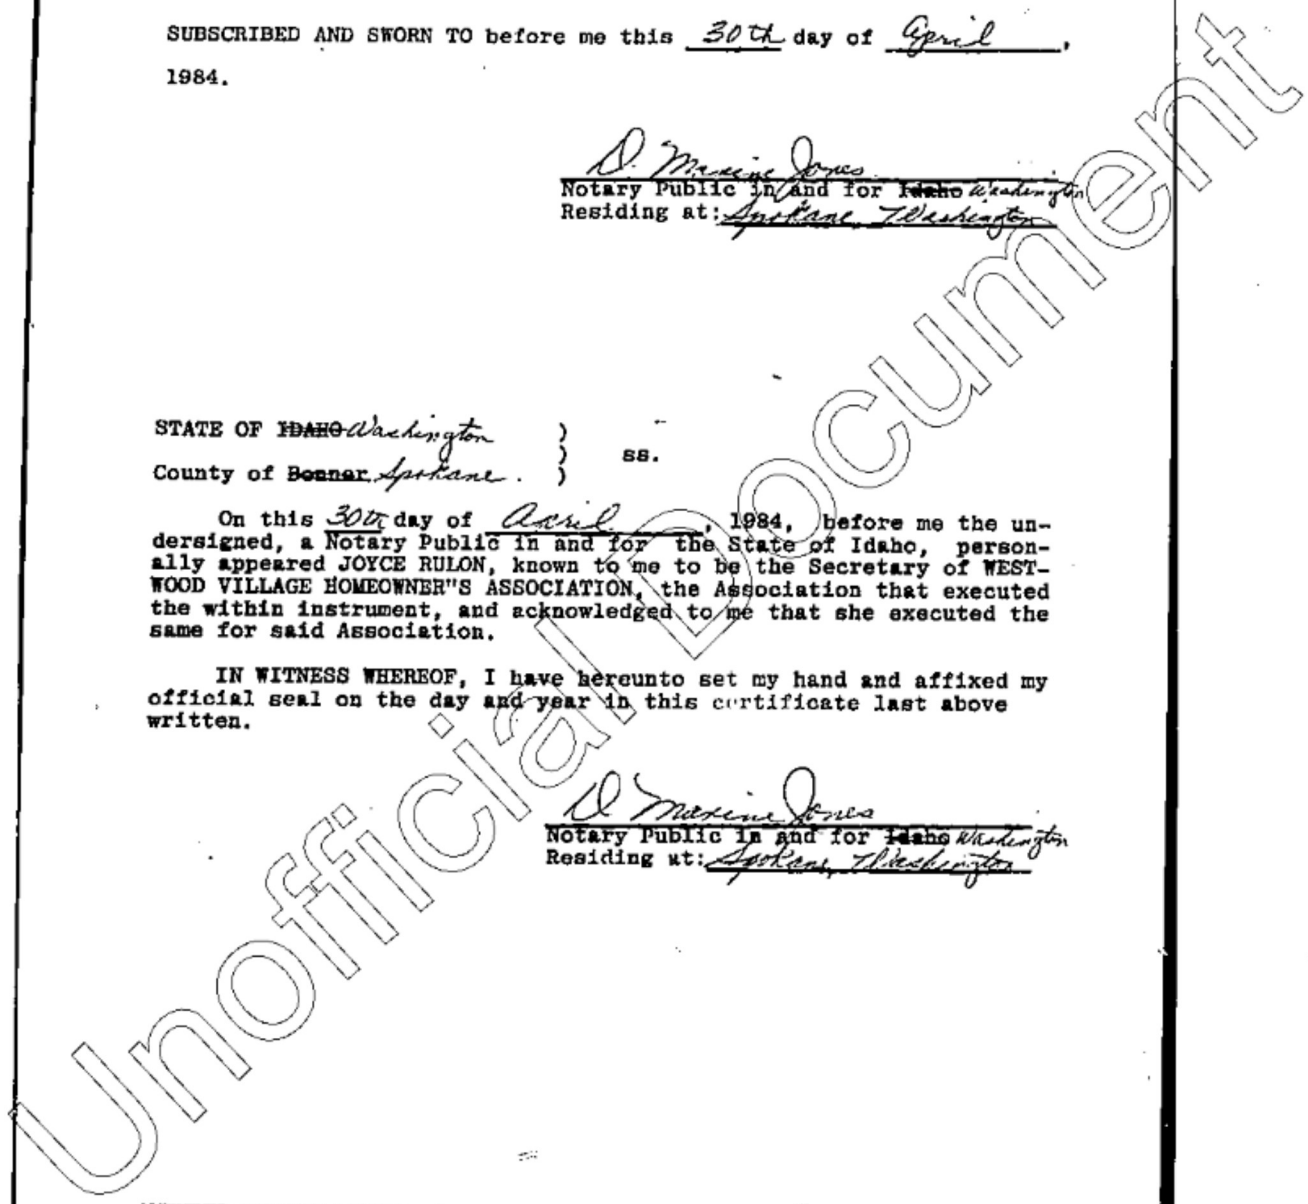 SUBSCRIBED AND SWORN TO before me this 30th day of April,
1984.
D. Maxine Jones
Notary Public in and for Idaho Washington
Residing at: Spokane, Washington
STATE OF IDAHO Washington )
) ss.
County of Bonner Spokane . )
On this 30th day of April, 1984, before me the un-
dersigned, a Notary Public in and for the State of Idaho, person-
ally appeared JOYCE RULON, known to me to be the Secretary of WEST-
WOOD VILLAGE HOMEOWNER"S ASSOCIATION, the Association that executed
the within instrument, and acknowledged to me that she executed the
same for said Association.
IN WITNESS WHEREOF, I have hereunto set my hand and affixed my
official seal on the day and year in this certificate last above
written.
D Maxine Jones
Notary Public in and for Idaho Washington
Residing at: Spokane, Washington
Unofficial Document